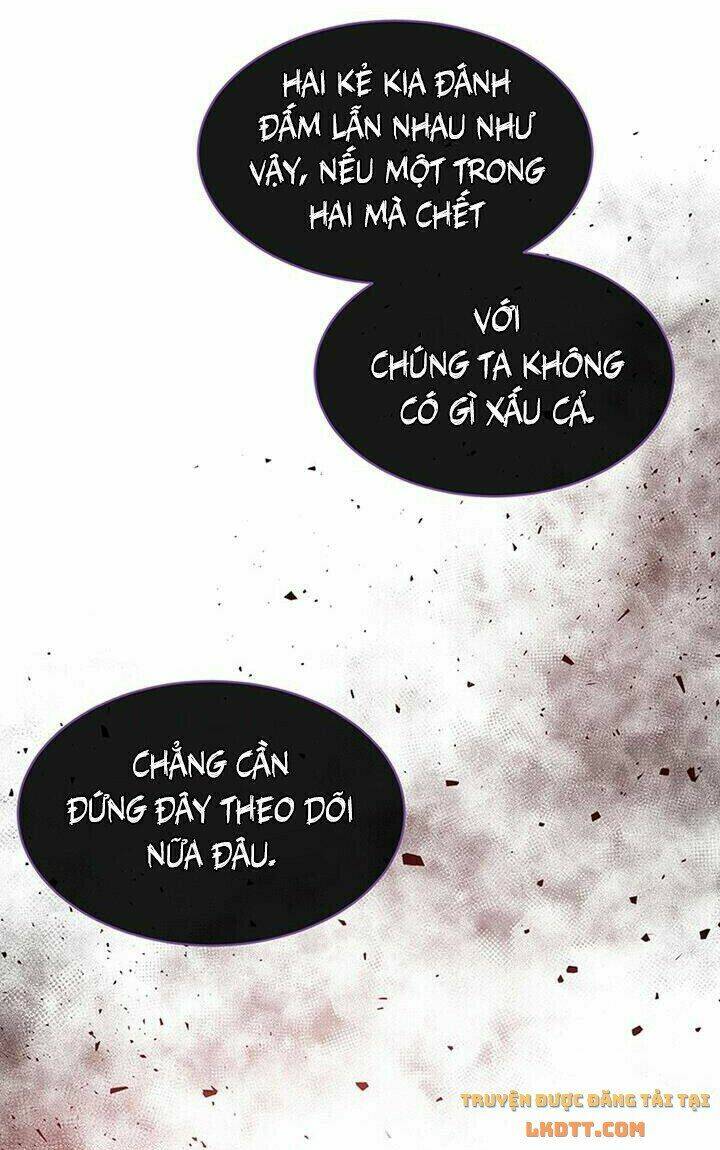 HAI KẺ KIA ĐÁNH
ĐẤM LẪN NHAU NHƯ
VẬY, NẾU MỘT TRONG
HAI MÀ CHẾT
VỚI
CHÚNG TA KHÔNG
CÓ GÌ XẤU CẢ.
CHẲNG CẦN
ĐỨNG ĐÂY THEO DÕI
NỮA ĐÂU.
TRUYỆN ĐƯỢC ĐĂNG TẢI TẠI
LKDTT.COM